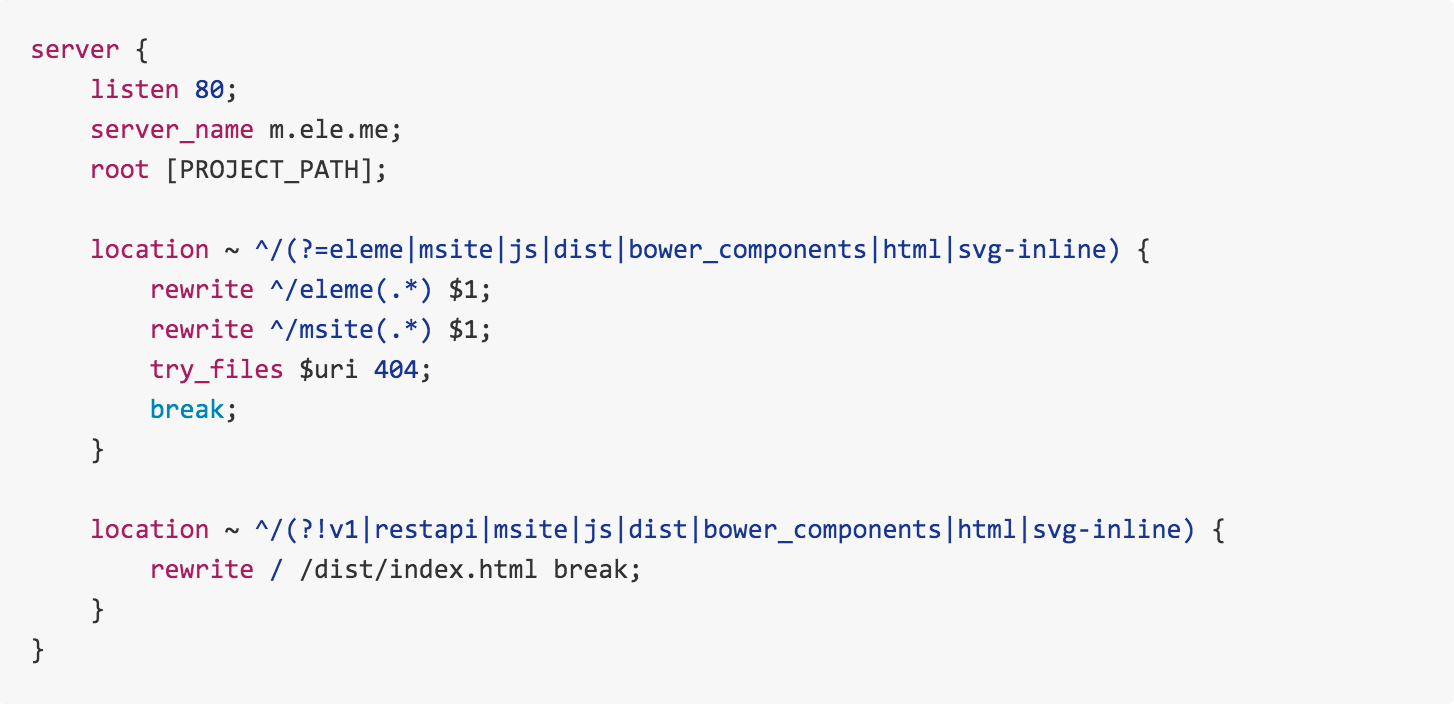 server {
    listen 80;
    server_name m.ele.me;
    root [PROJECT_PATH];

    location ~ ^/(?=eleme|msite|js|dist|bower_components|html|svg-inline) {
        rewrite ^/eleme(.*) $1;
        rewrite ^/msite(.*) $1;
        try_files $uri 404;
        break;
    }

    location ~ ^/(?!v1|restapi|msite|js|dist|bower_components|html|svg-inline) {
        rewrite / /dist/index.html break;
    }
}